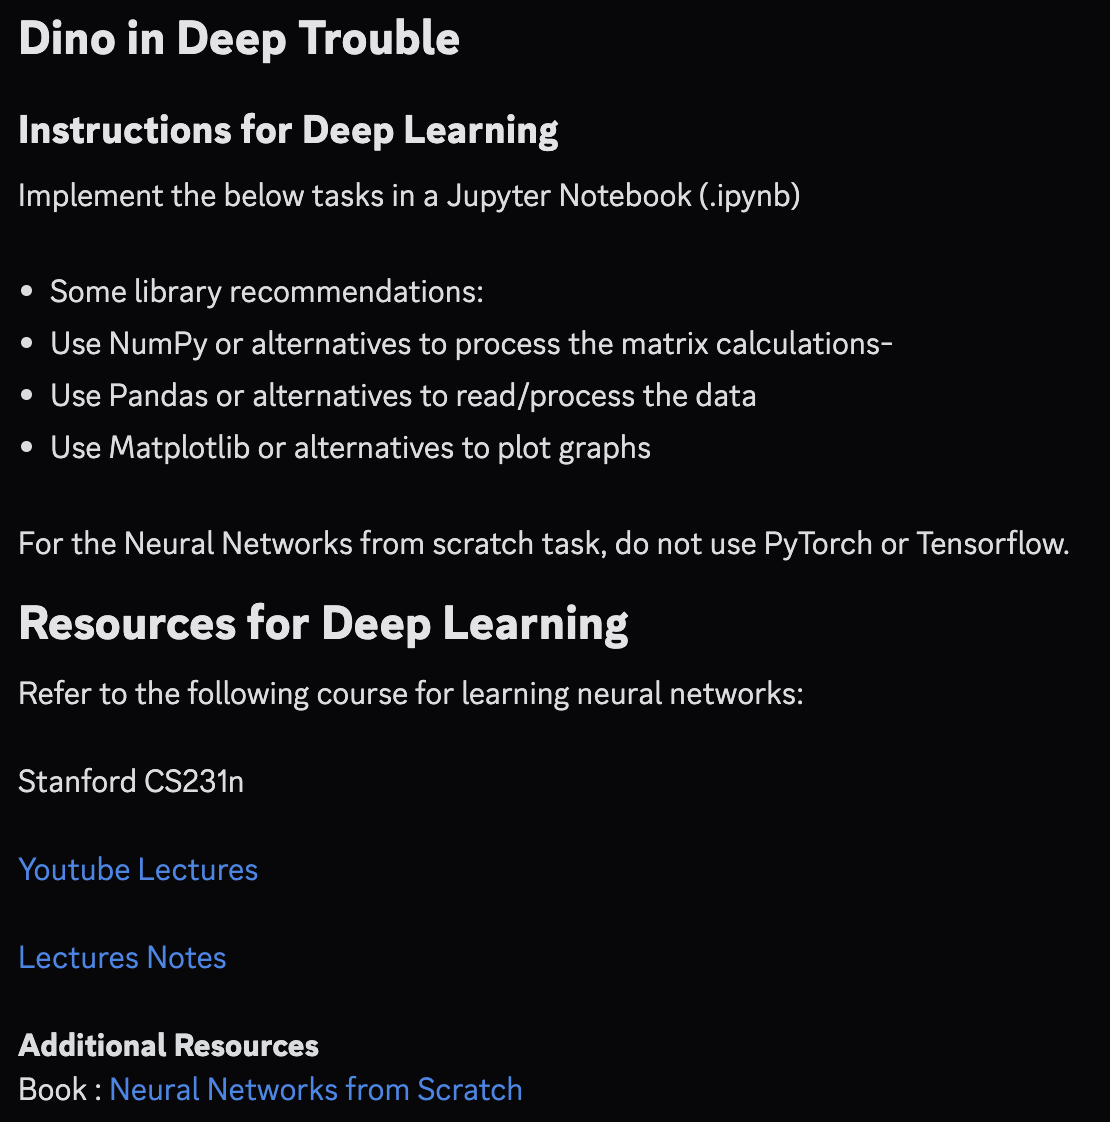 Dino in Deep Trouble
Instructions for Deep Learning
Implement the below tasks in a Jupyter Notebook (.ipynb)
• Some library recommendations:
• Use NumPy or alternatives to process the matrix calculations-
• Use Pandas or alternatives to read/process the data
• Use Matplotlib or alternatives to plot graphs
For the Neural Networks from scratch task, do not use PyTorch or Tensorflow.
Resources for Deep Learning
Refer to the following course for learning neural networks:
Stanford CS231n
Youtube Lectures
Lectures Notes
Additional Resources
Book : Neural Networks from Scratch